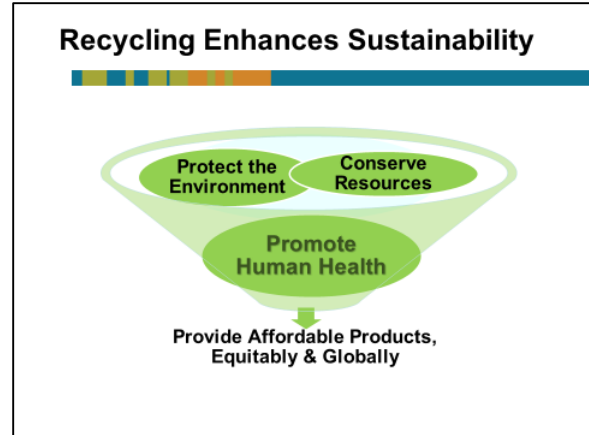 Recycling Enhances Sustainability
Protect the
Environment
Conserve
Resources
Promote
Human Health
Provide Affordable Products,
Equitably & Globally